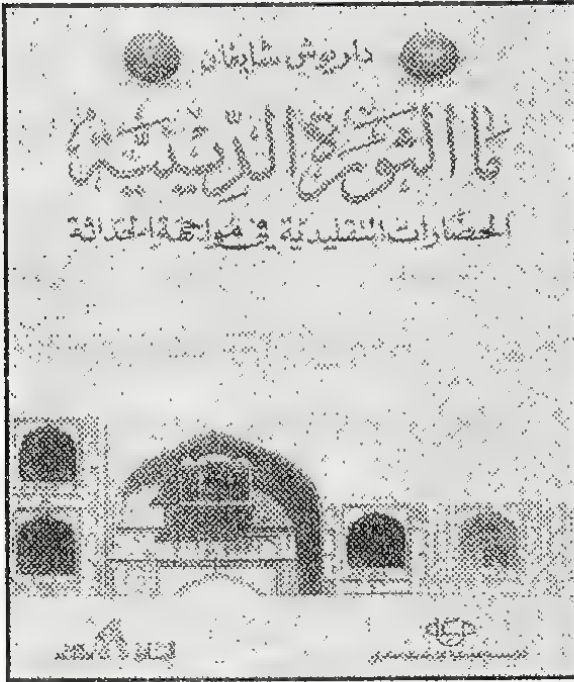 داريوش شايغان
ما الثورة الدينية
الحضارات التقليدية في مواجهة الحداثة